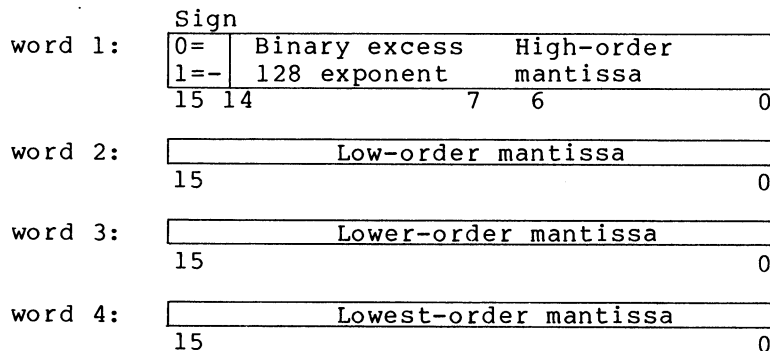 Sign
word 1: 0= Binary excess High-order
1=- 128 exponent mantissa
15 14 7 6 0
word 2: Low-order mantissa
15 0
word 3: Lower-order mantissa
15 0
word 4: Lowest-order mantissa
15 0